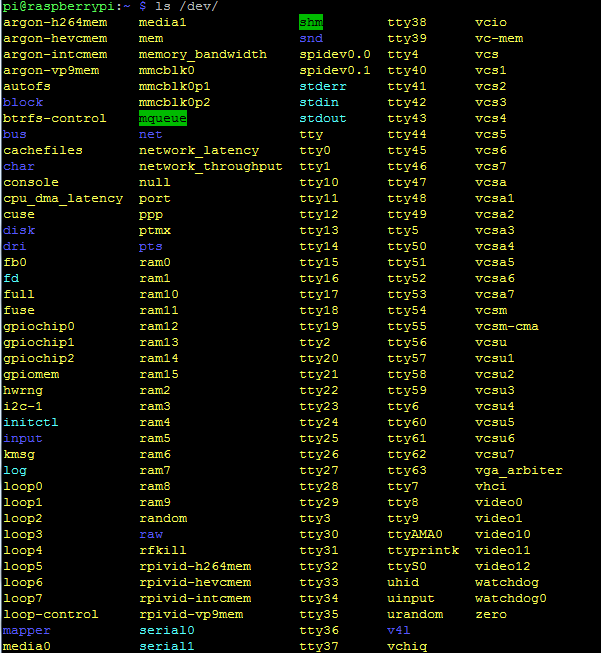 pi@raspberrypi:~ $ ls /dev/
argon-h264mem media1 shm tty38 vcio
argon-hevcmem mem snd tty39 vc-mem
argon-intcmem memory_bandwidth spidev0.0 tty4 vcs
argon-vp9mem mmcblk0 spidev0.1 tty40 vcs1
autofs mmcblk0p1 stderr tty41 vcs2
block mmcblk0p2 stdin tty42 vcs3
btrfs-control mqueue stdout tty43 vcs4
bus net tty tty44 vcs5
cachefiles network_latency tty0 tty45 vcs6
char network_throughput tty1 tty46 vcs7
console null tty10 tty47 vcsa
cpu_dma_latency port tty11 tty48 vcsa1
cuse ppp tty12 tty49 vcsa2
disk ptmx tty13 tty5 vcsa3
dri pts tty14 tty50 vcsa4
fb0 ram0 tty15 tty51 vcsa5
fd ram1 tty16 tty52 vcsa6
full ram10 tty17 tty53 vcsa7
fuse ram11 tty18 tty54 vcsm
gpiochip0 ram12 tty19 tty55 vcsm-cma
gpiochip1 ram13 tty2 tty56 vcsu
gpiochip2 ram14 tty20 tty57 vcsu1
gpiomem ram15 tty21 tty58 vcsu2
hwrng ram2 tty22 tty59 vcsu3
i2c-1 ram3 tty23 tty6 vcsu4
initctl ram4 tty24 tty60 vcsu5
input ram5 tty25 tty61 vcsu6
kmsg ram6 tty26 tty62 vcsu7
log ram7 tty27 tty63 vga_arbiter
loop0 ram8 tty28 tty7 vhci
loop1 ram9 tty29 tty8 video0
loop2 random tty3 tty9 video1
loop3 raw tty30 ttyAMA0 video10
loop4 rfkill tty31 ttyprintk video11
loop5 rpivid-h264mem tty32 ttyS0 video12
loop6 rpivid-hevcmem tty33 uhid watchdog
loop7 rpivid-intcmem tty34 uinput watchdog0
loop-control rpivid-vp9mem tty35 urandom zero
mapper serial0 tty36 v4l
media0 serial1 tty37 vchiq